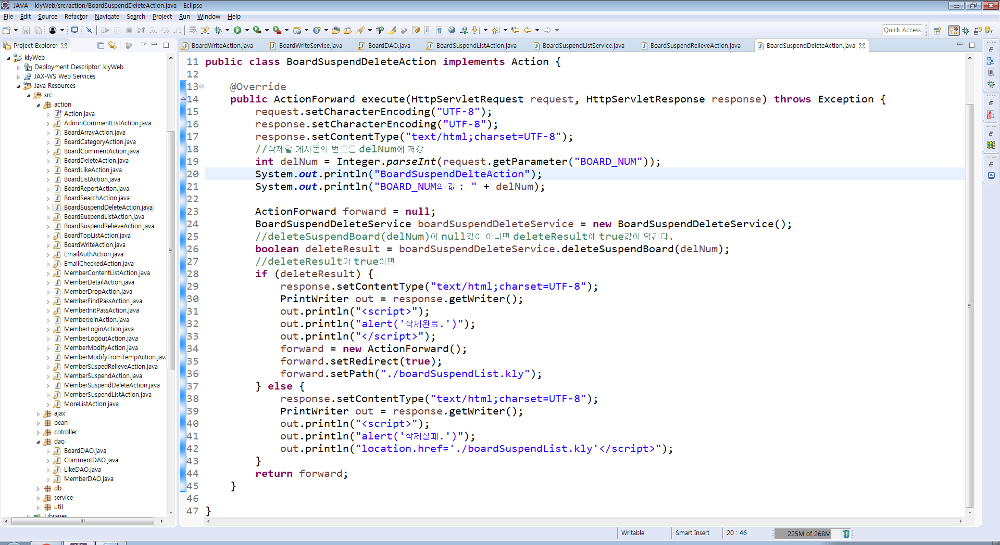 JAVA - klyWeb/src/action/BoardSuspendDeleteAction.java - Eclipse
File Edit Source Refactor Navigate Search Project Run Window Help
Quick Access
Project Explorer
BoardWriteAction.java BoardWriteService.java BoardDAO.java BoardSuspendListAction.java BoardSuspendListService.java BoardSuspendRelieveAction.java BoardSuspendDeleteAction.java
klyWeb
Deployment Descriptor: klyWeb
JAX-WS Web Services
Java Resources
src
action
Action.java
AdminCommentListAction.java
BoardArrayAction.java
BoardCategoryAction.java
BoardCommentAction.java
BoardDeleteAction.java
BoardLikeAction.java
BoardListAction.java
BoardReportAction.java
BoardSearchAction.java
BoardSuspendDeleteAction.java
BoardSuspendListAction.java
BoardSuspendRelieveAction.java
BoardTopListAction.java
BoardWriteAction.java
EmailAuthAction.java
EmailCheckedAction.java
MemberContentListAction.java
MemberDetailAction.java
MemberDropAction.java
MemberFindPassAction.java
MemberInitPassAction.java
MemberJoinAction.java
MemberLoginAction.java
MemberLogoutAction.java
MemberModifyAction.java
MemberModifyFromTempAction.java
MemberSuspedRelieveAction.java
MemberSuspendAction.java
MemberSuspendDeleteAction.java
MemberSuspendListAction.java
MoreListAction.java
ajax
bean
cotroller
dao
BoardDAO.java
CommentDAO.java
LikeDAO.java
MemberDAO.java
db
service
util
Libraries
11 public class BoardSuspendDeleteAction implements Action {
12
13 @Override
14 public ActionForward execute(HttpServletRequest request, HttpServletResponse response) throws Exception {
15 request.setCharacterEncoding("UTF-8");
16 response.setCharacterEncoding("UTF-8");
17 response.setContentType("text/html;charset=UTF-8");
18 //삭제할 게시물의 번호를 delNum에 저장
19 int delNum = Integer.parseInt(request.getParameter("BOARD_NUM"));
20 System.out.println("BoardSuspendDelteAction");
21 System.out.println("BOARD_NUM의 값 : " + delNum);
22
23 ActionForward forward = null;
24 BoardSuspendDeleteService boardSuspendDeleteService = new BoardSuspendDeleteService();
25 //deleteSuspendBoard(delNum)이 null값이 아니면 deleteResult에 true값이 담긴다.
26 boolean deleteResult = boardSuspendDeleteService.deleteSuspendBoard(delNum);
27 //deleteResult가 true이면
28 if (deleteResult) {
29 response.setContentType("text/html;charset=UTF-8");
30 PrintWriter out = response.getWriter();
31 out.println("<script>");
32 out.println("alert('삭제완료.')");
33 out.println("</script>");
34 forward = new ActionForward();
35 forward.setRedirect(true);
36 forward.setPath("./boardSuspendList.kly");
37 } else {
38 response.setContentType("text/html;charset=UTF-8");
39 PrintWriter out = response.getWriter();
40 out.println("<script>");
41 out.println("alert('삭제실패.')");
42 out.println("location.href='./boardSuspendList.kly'</script>");
43 }
44 return forward;
45 }
46
47 }
Writable Smart Insert 20 : 46 225M of 268M